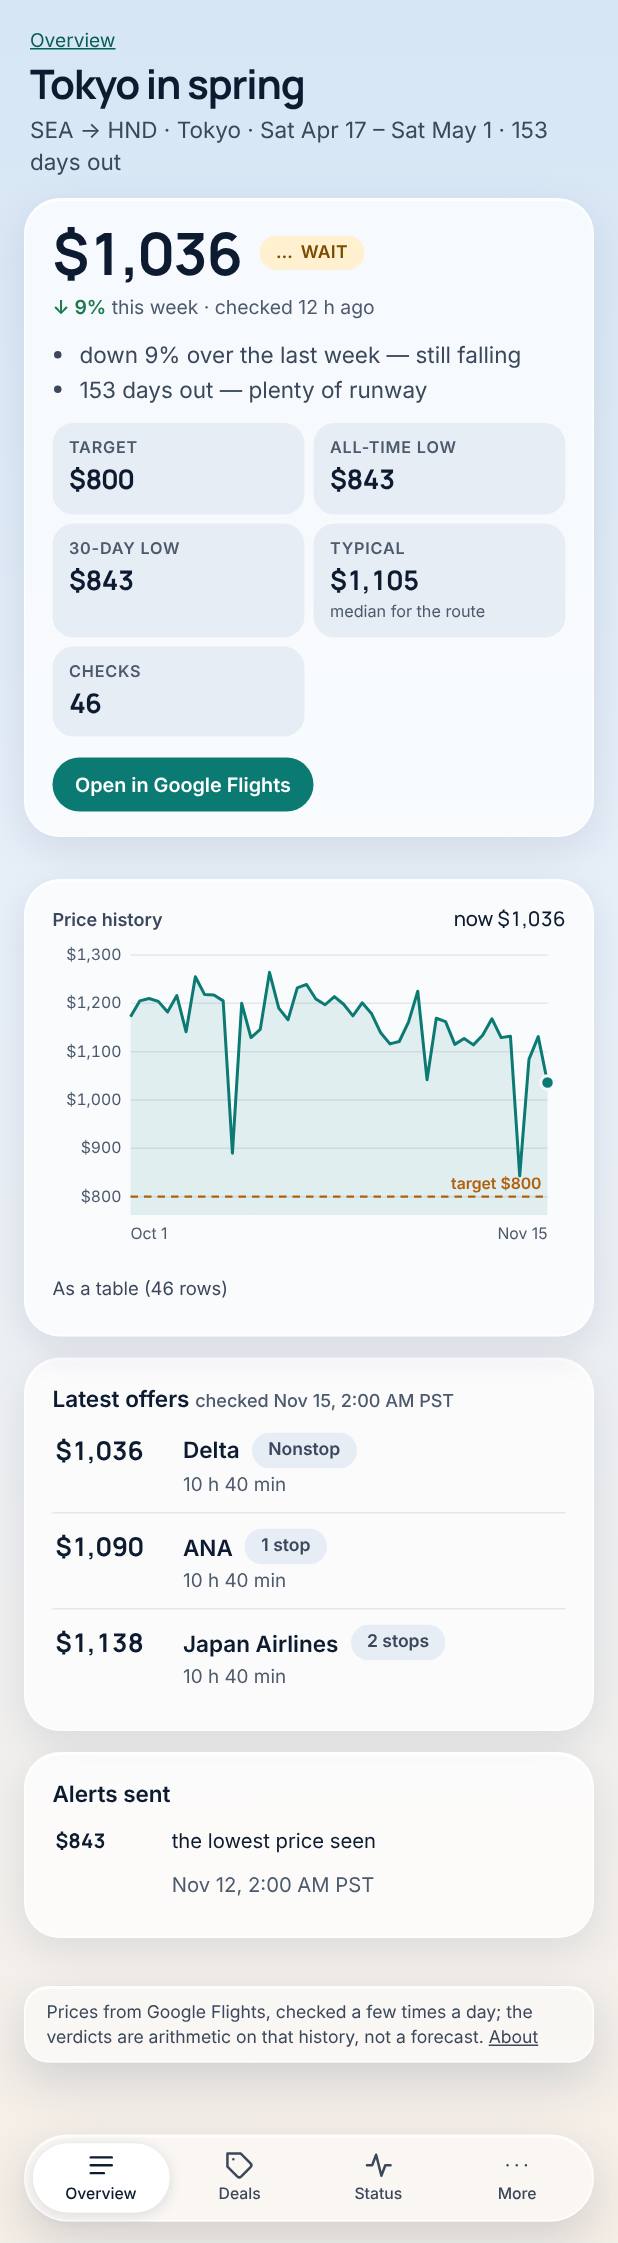 Overview
Tokyo in spring
SEA → HND · Tokyo · Sat Apr 17 – Sat May 1 · 153
days out
$1,036 ... WAIT
↓ 9% this week · checked 12 h ago
• down 9% over the last week — still falling
• 153 days out — plenty of runway
TARGET
$800
ALL-TIME LOW
$843
30-DAY LOW
$843
TYPICAL
$1,105
median for the route
CHECKS
46
Open in Google Flights
Price history
now $1,036
$1,300
$1,200
$1,100
$1,000
$900
$800
target $800
Oct 1
Nov 15
As a table (46 rows)
Latest offers checked Nov 15, 2:00 AM PST
$1,036 Delta Nonstop
10 h 40 min
$1,090 ANA 1 stop
10 h 40 min
$1,138 Japan Airlines 2 stops
10 h 40 min
Alerts sent
$843 the lowest price seen
Nov 12, 2:00 AM PST
Prices from Google Flights, checked a few times a day; the
verdicts are arithmetic on that history, not a forecast. About
Overview
Deals
Status
More